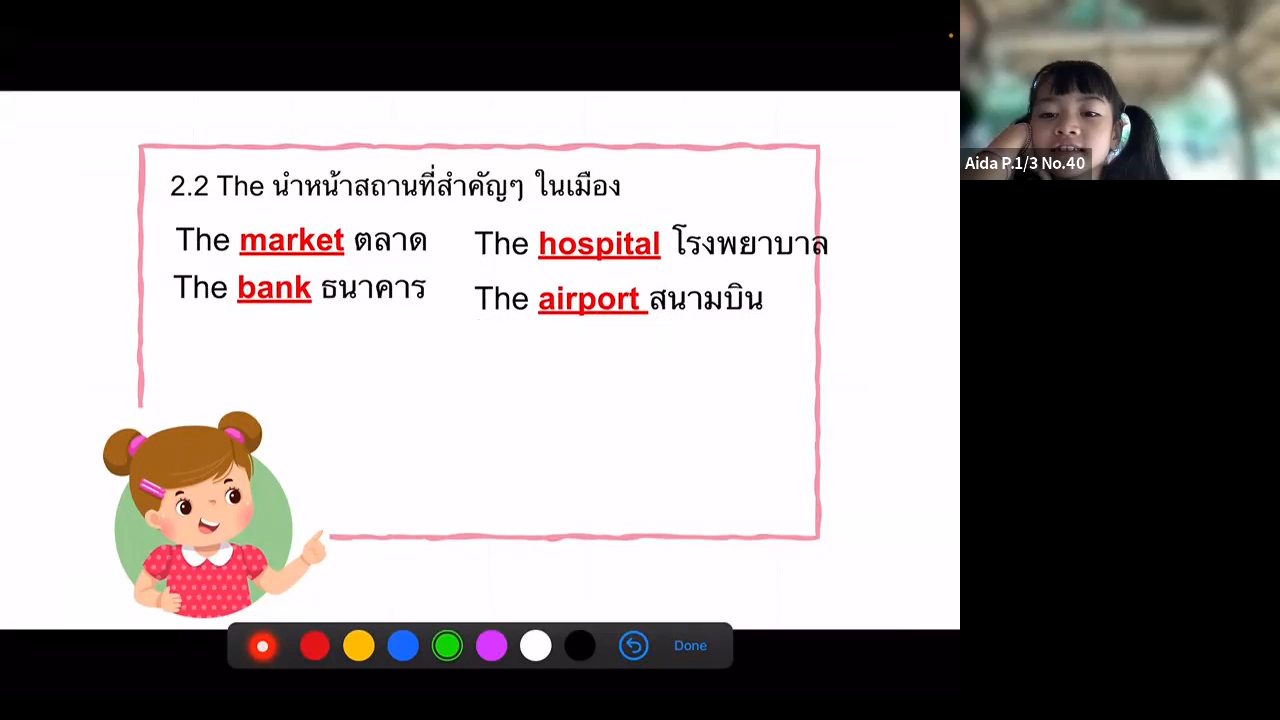 2.2 The นำหน้าสถานที่สำคัญๆ ในเมือง
The market ตลาด
The bank ธนาคาร
The hospital โรงพยาบาล
The airport สนามบิน
Aida P.1/3 No.40
Done